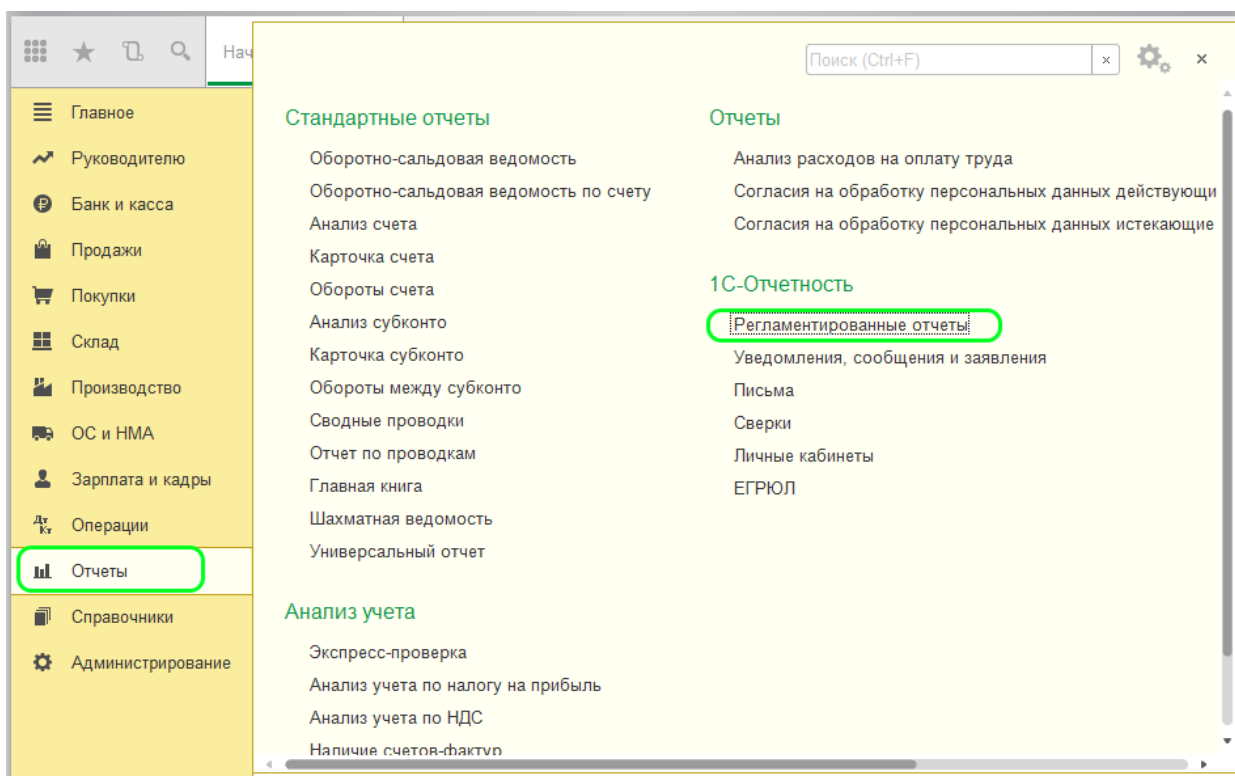 Нач
Поиск (Ctrl+F)
Главное
Руководителю
Банк и касса
Продажи
Покупки
Склад
Производство
ОС и НМА
Зарплата и кадры
Дт
Кт
Операции
Отчеты
Справочники
Администрирование
Стандартные отчеты
Оборотно-сальдовая ведомость
Оборотно-сальдовая ведомость по счету
Анализ счета
Карточка счета
Обороты счета
Анализ субконто
Карточка субконто
Обороты между субконто
Сводные проводки
Отчет по проводкам
Главная книга
Шахматная ведомость
Универсальный отчет
Анализ учета
Экспресс-проверка
Анализ учета по налогу на прибыль
Анализ учета по НДС
Наличие счетов-фактур
Отчеты
Анализ расходов на оплату труда
Согласия на обработку персональных данных действующи
Согласия на обработку персональных данных истекающие
1С-Отчетность
Регламентированные отчеты
Уведомления, сообщения и заявления
Письма
Сверки
Личные кабинеты
ЕГРЮЛ